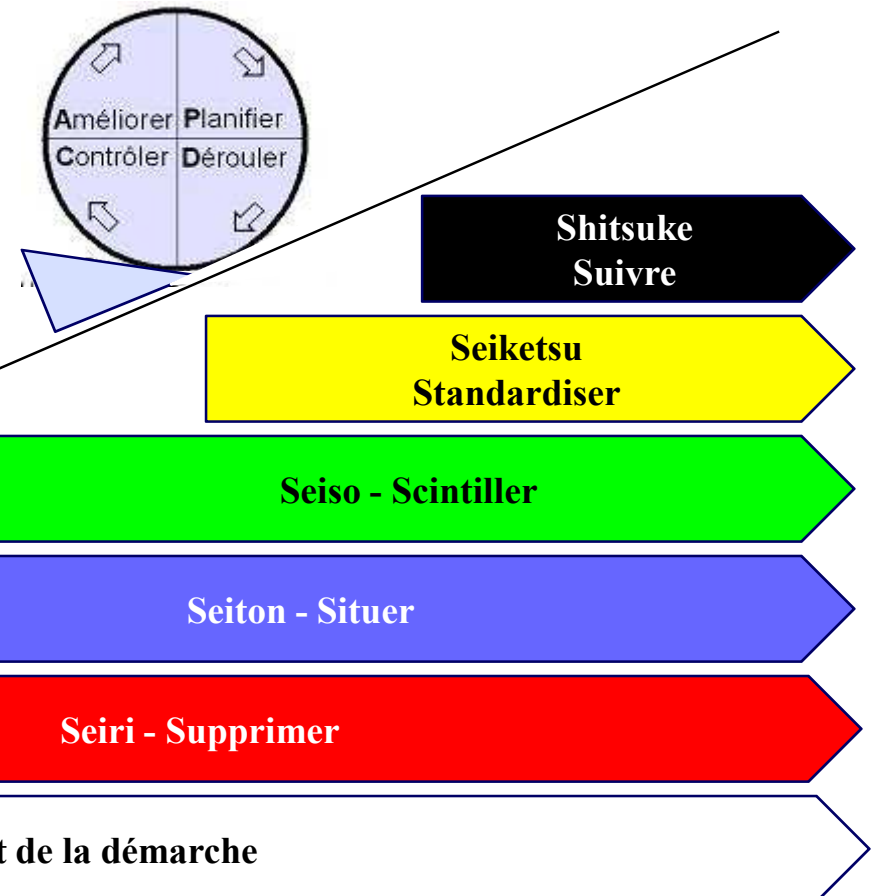 Améliorer Planifier
Contrôler Dérouler
Shitsuke
Suivre
Seiketsu
Standardiser
Seiso - Scintiller
Seiton - Situer
Seiri - Supprimer
de la démarche